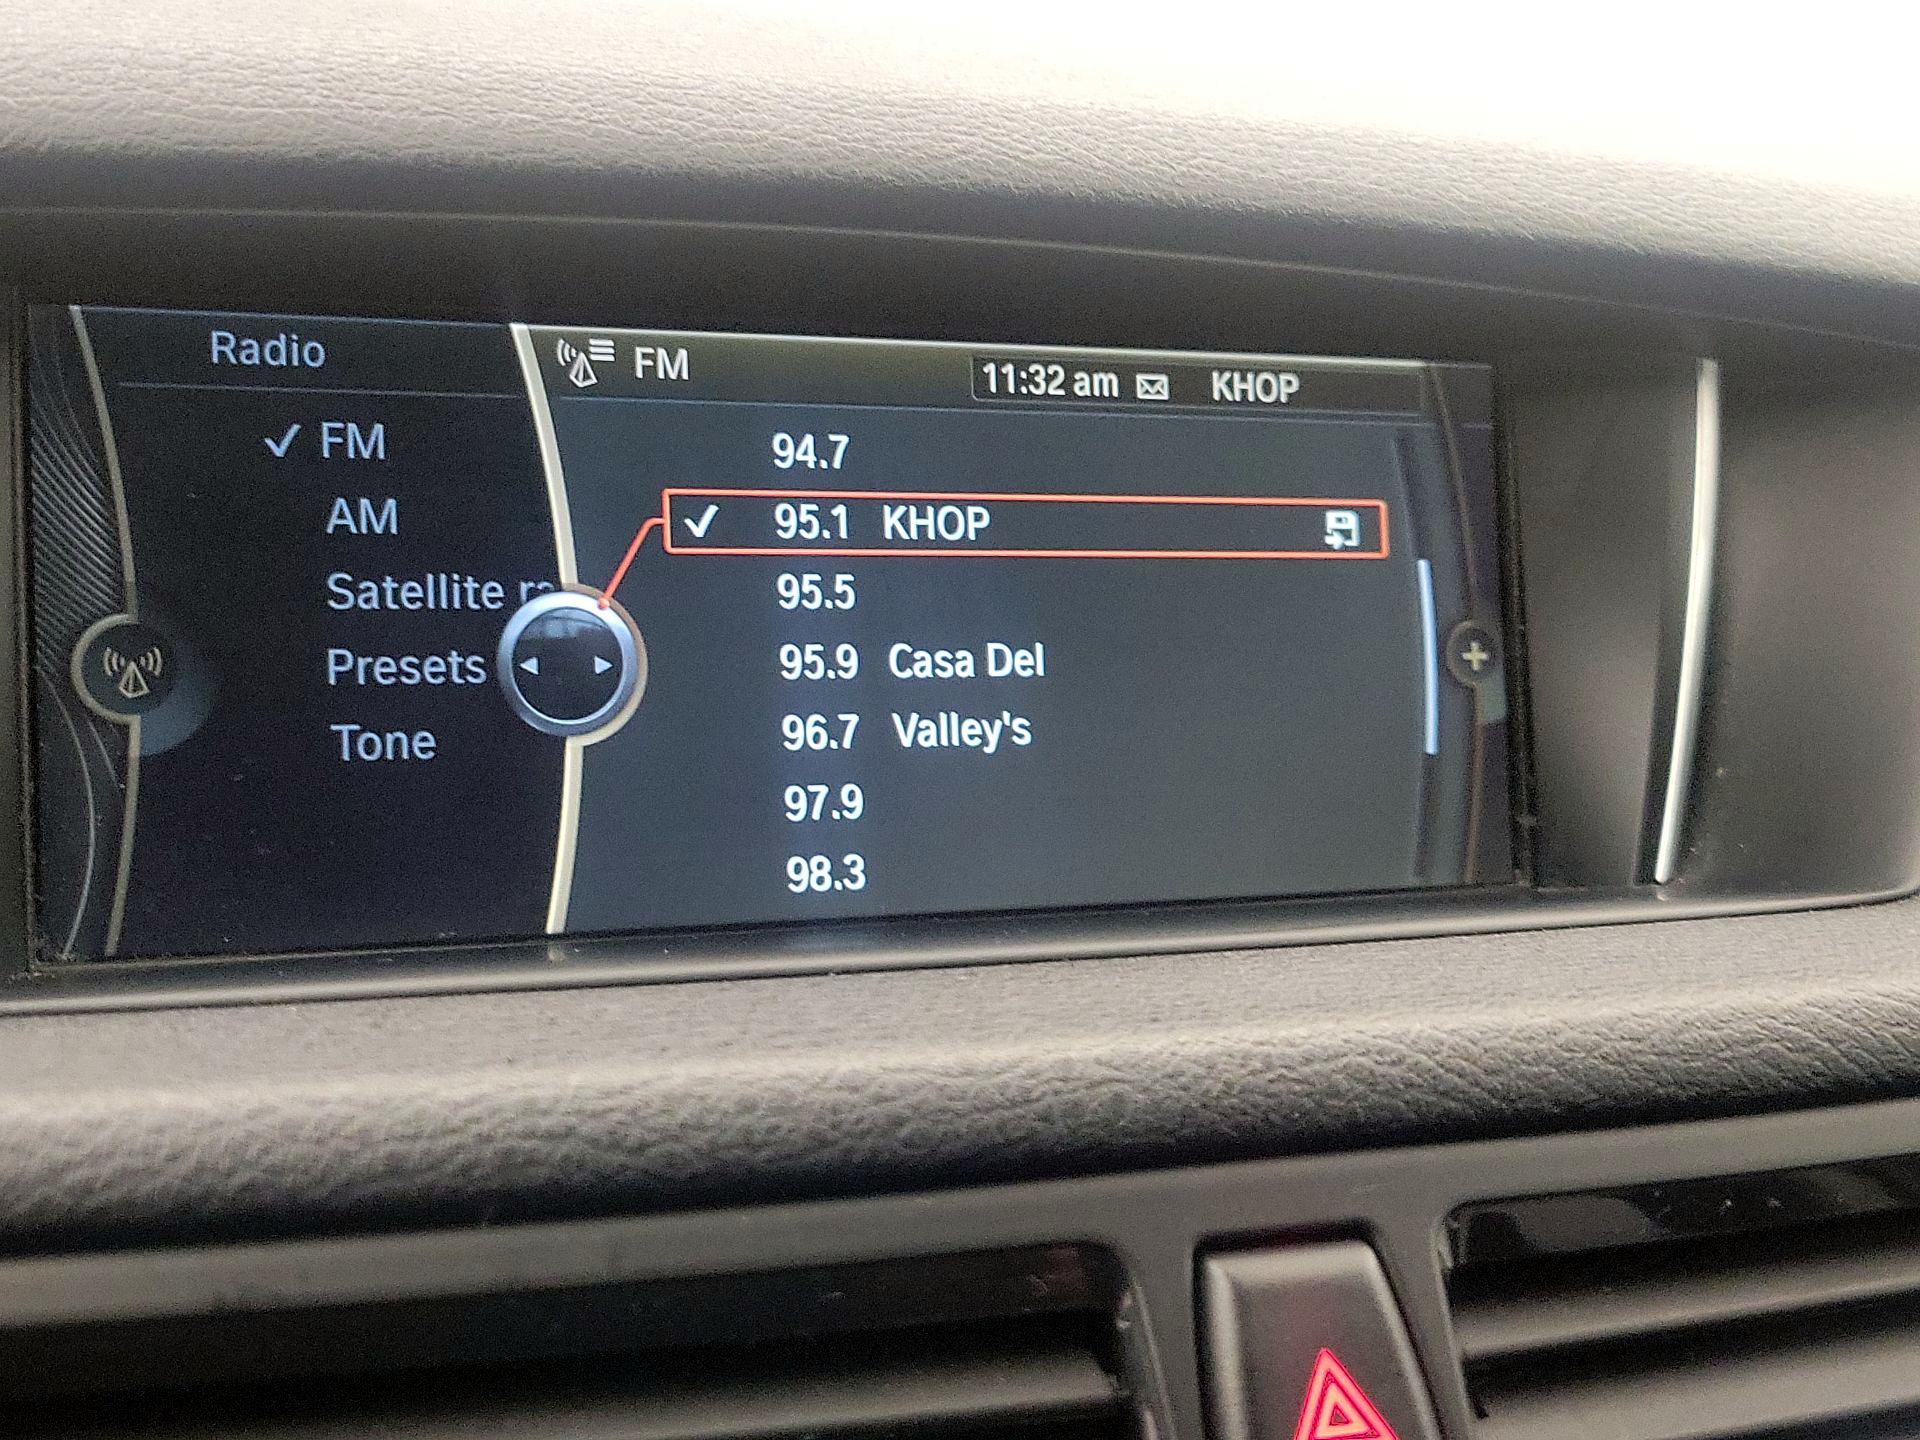 Radio
FM
AM
Satellite
Presets
Tone
FM 11:32 am KHOP
94.7
95.1 KHOP
95.5
95.9 Casa Del
96.7 Valley's
97.9
98.3